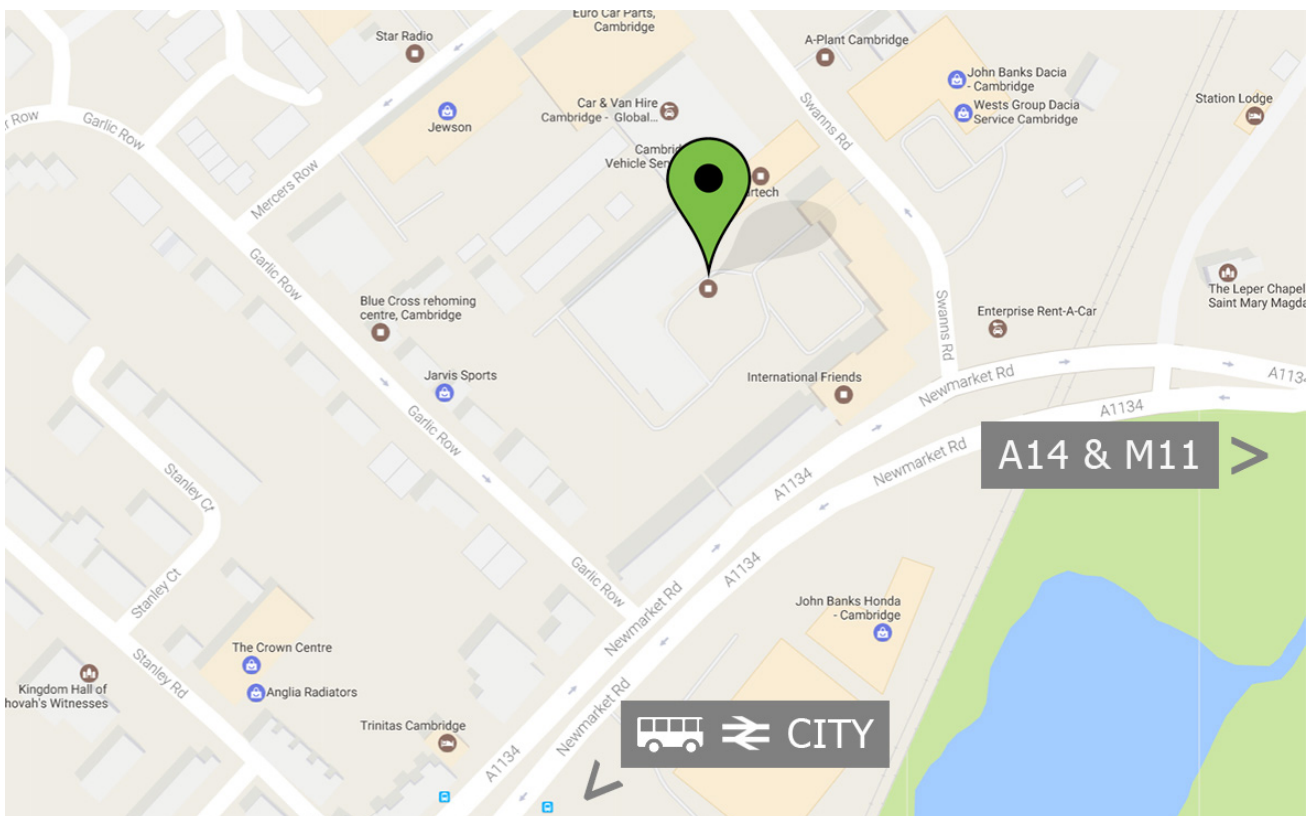 Euro Car Parts,
Cambridge
Star Radio
A-Plant Cambridge
John Banks Dacia
- Cambridge
Wests Group Dacia
Service Cambridge
Station Lodge
Car & Van Hire
Cambridge - Global...
Jewson
Swanns Rd
Row
Garlic Row
Mercers Row
Vehicle
Garlic Row
The Leper Chapel
Saint Mary
Blue Cross rehoming
centre, Cambridge
Enterprise Rent-A-Car
Swanns Rd
Jarvis Sports
International Friends
Newmarket Rd
A1134
Garlic Row
A14 & M11 >
Newmarket Rd
A1134
Stanley Ct
A1134
Garlic Row
Stanley Ct
Newmarket Rd
John Banks Honda
- Cambridge
The Crown Centre
Stanley Rd
Kingdom Hall of
Witnesses
Anglia Radiators
Newmarket Rd
Trinitas Cambridge
CITY
A1134